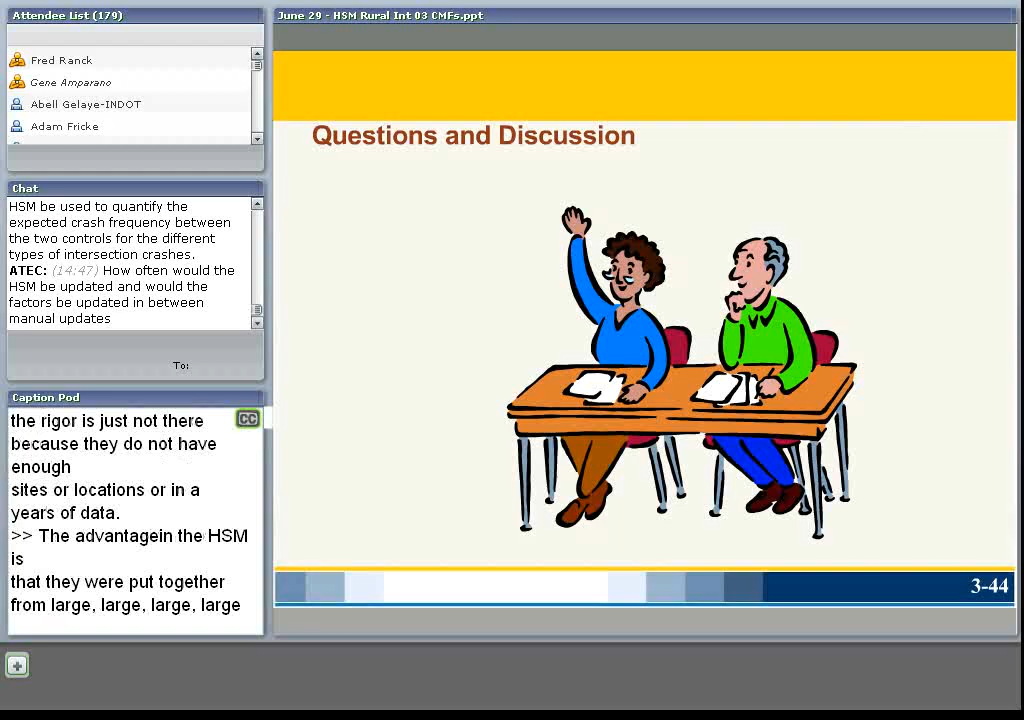 Attendee List (179)
Fred Ranck
Gene Amparano
Abell Gelaye-INDOT
Adam Fricke
Chat
HSM be used to quantify the
expected crash frequency between
the two controls for the different
types of intersection crashes.
ATEC: (14:47) How often would the
HSM be updated and would the
factors be updated in between
manual updates
To:
Caption Pod
CC
the rigor is just not there
because they do not have
enough
sites or locations or in a
years of data.
>> The advantagein the HSM
is
that they were put together
from large, large, large, large
June 29 - HSM Rural Int 03 CMFs.ppt
Questions and Discussion
3-44